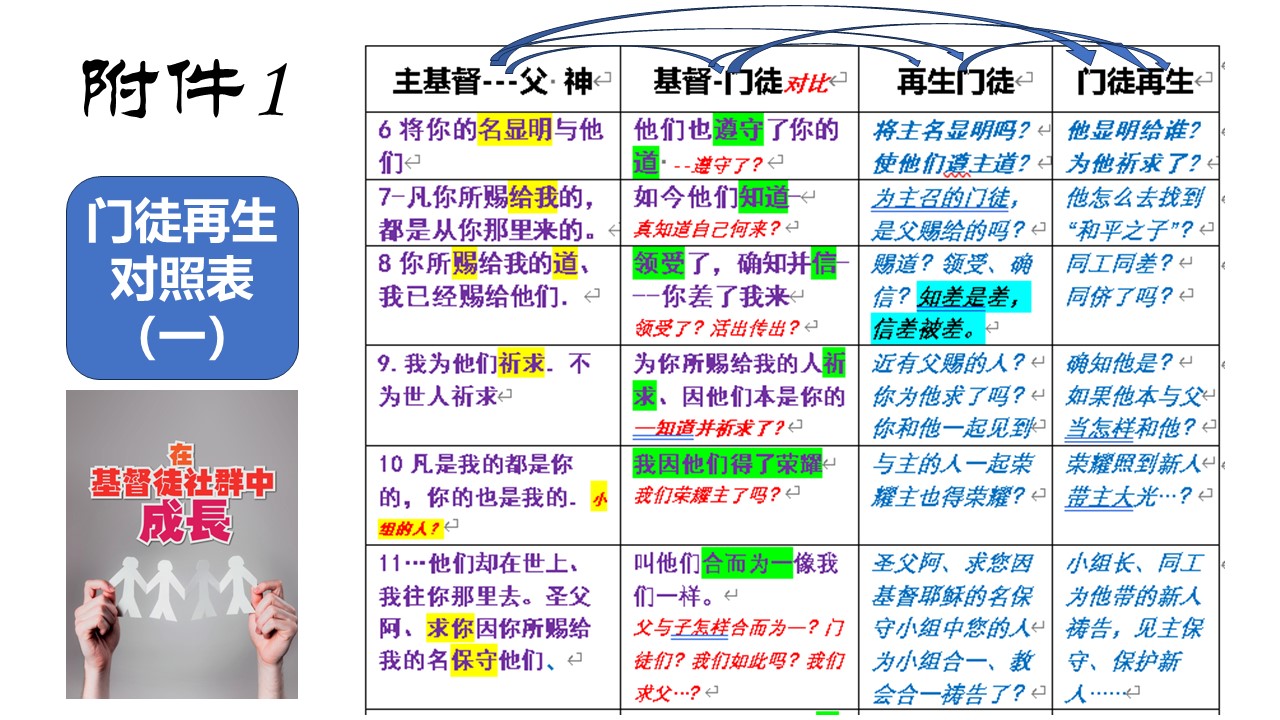 附件1
门徒再生
对照表
（一）
在
基督徒社群中
成長
主基督---父 神
基督-门徒对比
再生门徒
门徒再生
6 将你的名显明与他
们
他们也遵守了你的
道 --遵守了？
将主名显明吗？
使他们遵主道？
他显明给谁？
为他祈求了？
7–凡你所赐给我的，
都是从你那里来的。
如今他们知道–
真知道自己何来？
为主召的门徒，
是父赐给的吗？
他怎么去找到
“和平之子”？
8 你所赐给我的道、
我已经赐给他们．
领受了，确知并信–
--你差了我来
领受了？活出传出？
赐道？领受、确
信？知差是差，
信差被差。
同工同差？
同侪了吗？
9. 我为他们祈求．不
为世人祈求
为你所赐给我的人祈
求、因他们本是你的
—知道并祈求了？
近有父赐的人？
你为他求了吗？
你和他一起见到
确知他是？
如果他本与父
当怎样和他？
10 凡是我的都是你
的，你的也是我的．小
组的人？
我因他们得了荣耀
我们荣耀主了吗？
与主的人一起荣
耀主也得荣耀？
荣耀照到新人
带主大光…？
11…他们却在世上、
我往你那里去。圣父
阿、求你因你所赐给
我的名保守他们、
叫他们合而为一像我
们一样。
父与子怎样合而为一？门
徒们？我们如此吗？我们
求父…？
圣父阿、求您因
基督耶稣的名保
守小组中您的人
为小组合一、教
会合一祷告了？
小组长、同工
为他带的新人
祷告，见主保
守、保护新
人……